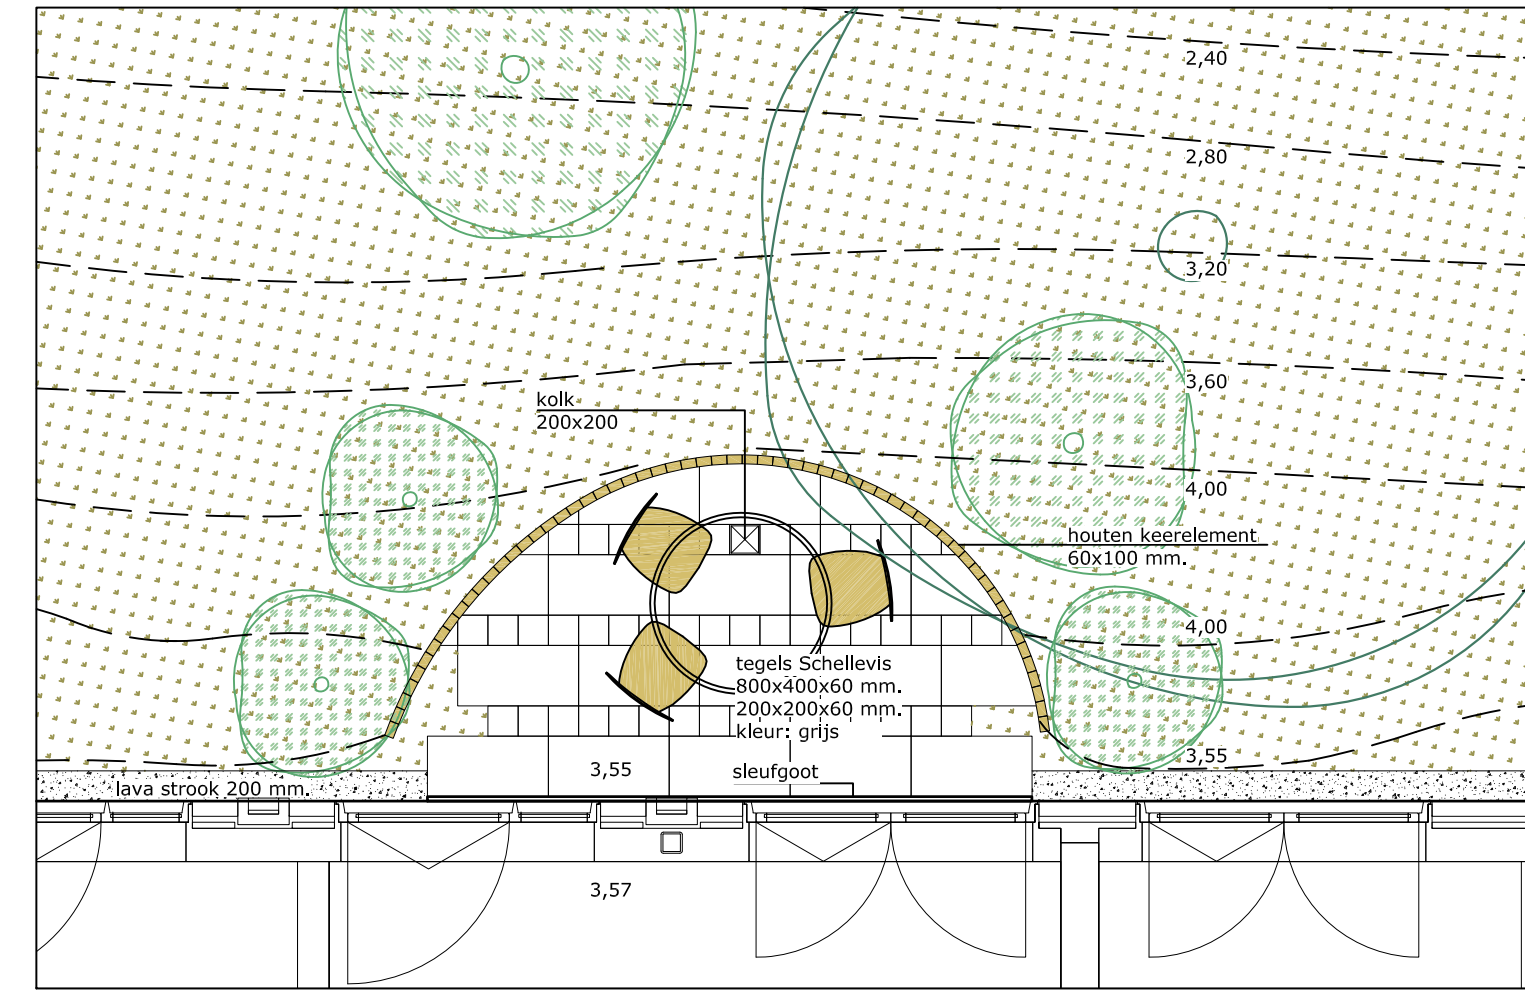 2,40
2,80
3,20
3,60
kolk
200x200
4,00
houten keerelement
60x100 mm.
4,00
tegels Schellevis
800x400x60 mm.
200x200x60 mm.
kleur: grijs
3,55
3,55
sleufgoot
lava strook 200 mm.
3,57